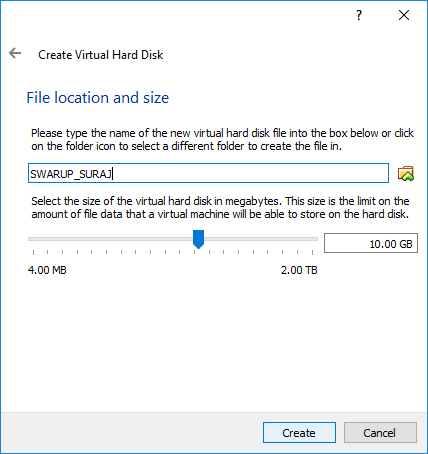 ?
Create Virtual Hard Disk
File location and size
Please type the name of the new virtual hard disk file into the box below or click
on the folder icon to select a different folder to create the file in.
SWARUP_SURAJ
Select the size of the virtual hard disk in megabytes. This size is the limit on the
amount of file data that a virtual machine will be able to store on the hard disk.
10.00 GB
4.00 MB 2.00 TB
Create Cancel